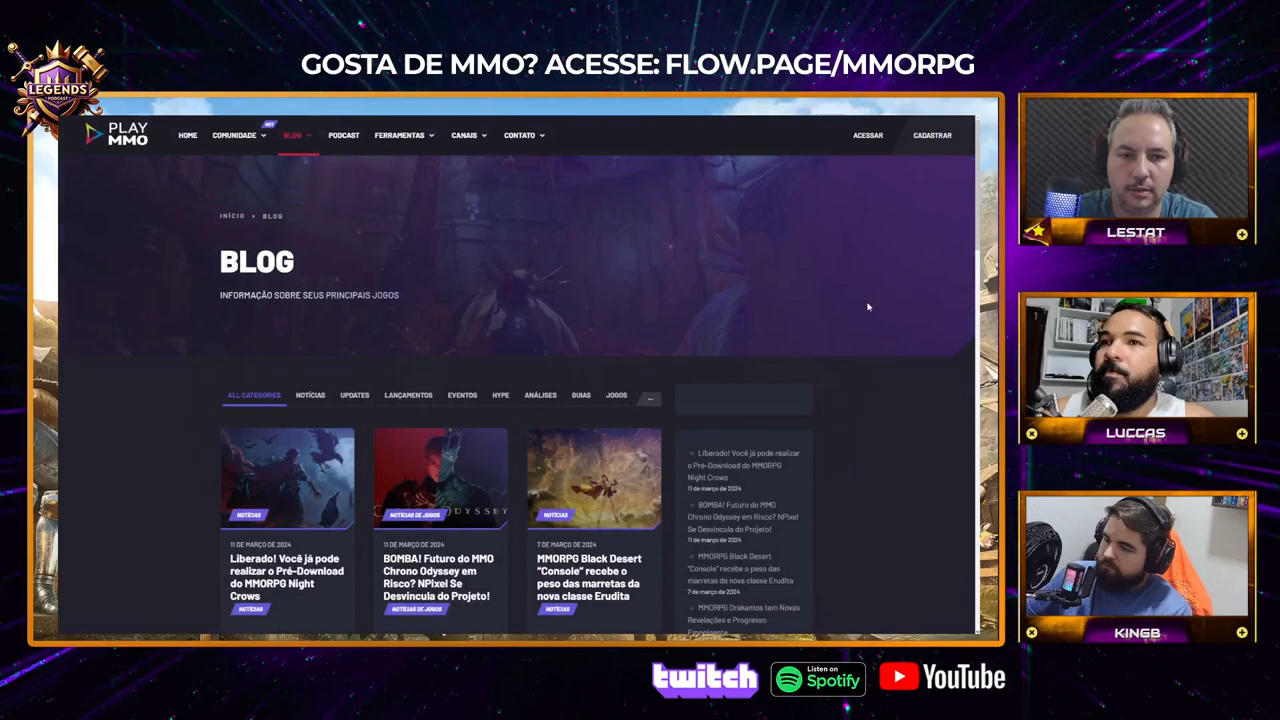 GOSTA DE MMO? ACESSE: FLOW.PAGE/MMORPG
LEGENDS
PODCAST
PLAY
MMO
HOME
COMUNIDADE
HOT
BLOG
PODCAST
FERRAMENTAS
CANAIS
CONTATO
ACESSAR
CADASTRAR
INÍCIO
BLOG
BLOG
INFORMAÇÃO SOBRE SEUS PRINCIPAIS JOGOS
ALL CATEGORIES
NOTÍCIAS
UPDATES
LANÇAMENTOS
EVENTOS
HYPE
ANÁLISES
GUIAS
JOGOS
...
NOTÍCIAS
11 DE MARÇO DE 2024
Liberado! Você já pode
realizar o Pré-Download
do MMORPG Night
Crows
NOTÍCIAS
ODYSSEY
NOTÍCIAS DE JOGOS
11 DE MARÇO DE 2024
BOMBA! Futuro do MMO
Chrono Odyssey em
Risco? NPixel Se
Desvincula do Projeto!
NOTÍCIAS DE JOGOS
NOTÍCIAS
7 DE MARÇO DE 2024
MMORPG Black Desert
“Console” recebe o
peso das marretas da
nova classe Erudita
NOTÍCIAS
Liberado! Você já pode realizar
o Pré-Download do MMORPG
Night Crows
11 de março de 2024
BOMBA! Futuro do MMO
Chrono Odyssey em Risco? NPixel
Se Desvincula do Projeto!
11 de março de 2024
MMORPG Black Desert
“Console” recebe o peso das
marretas da nova classe Erudita
7 de março de 2024
MMORPG Drakantos tem Novas
Revelações e Progresso
Empolgante
LESTAT
LUCCAS
KINGB
twitch
Listen on
Spotify
YouTube